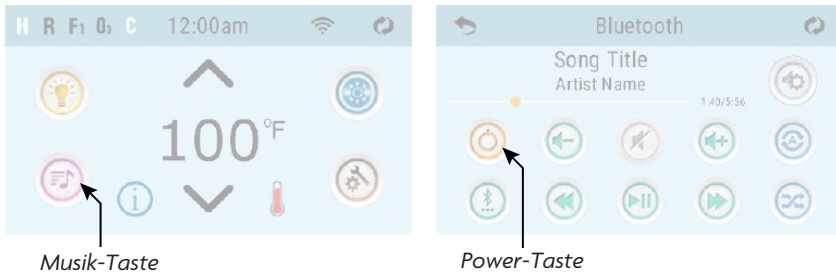 H R F1 O3 C 12:00am
100°F
i
Musik-Taste
Bluetooth
Song Title
Artist Name
1:40/5:56
A
Power-Taste